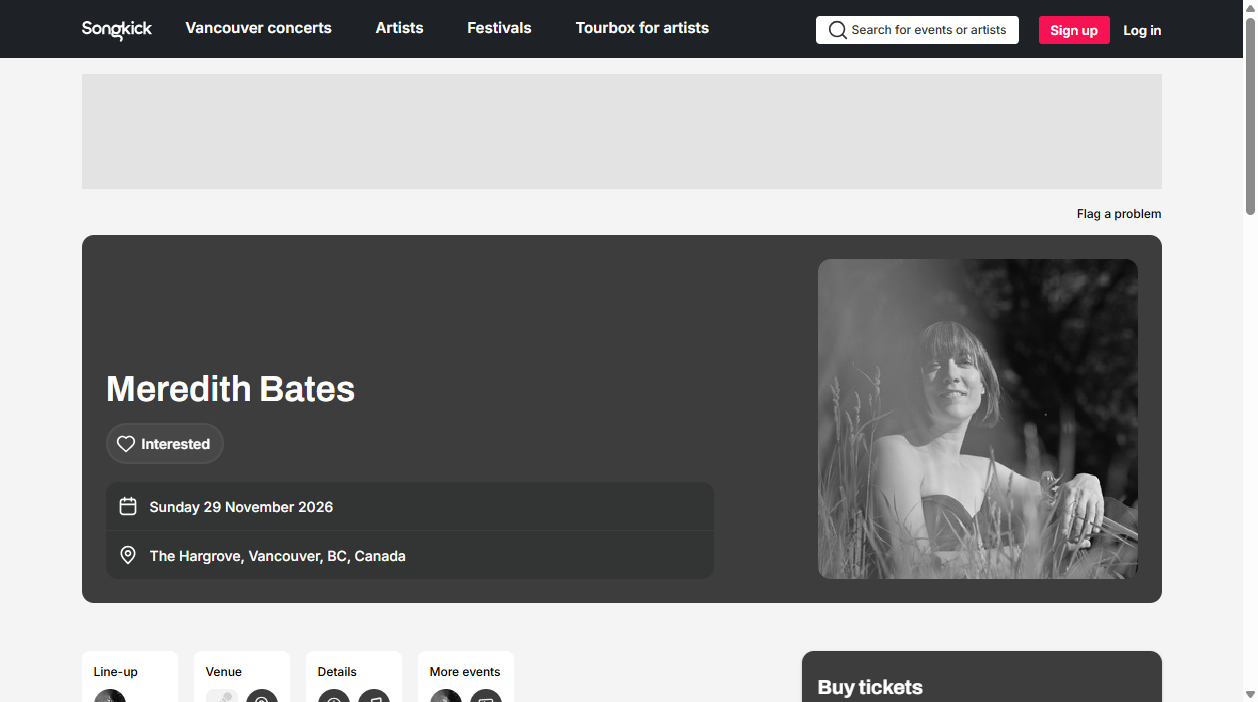 Songkick
Vancouver concerts
Artists
Festivals
Tourbox for artists
Search for events or artists
Sign up
Log in
Flag a problem
Meredith Bates
Interested
Sunday 29 November 2026
The Hargrove, Vancouver, BC, Canada
Line-up
Venue
Details
More events
Buy tickets